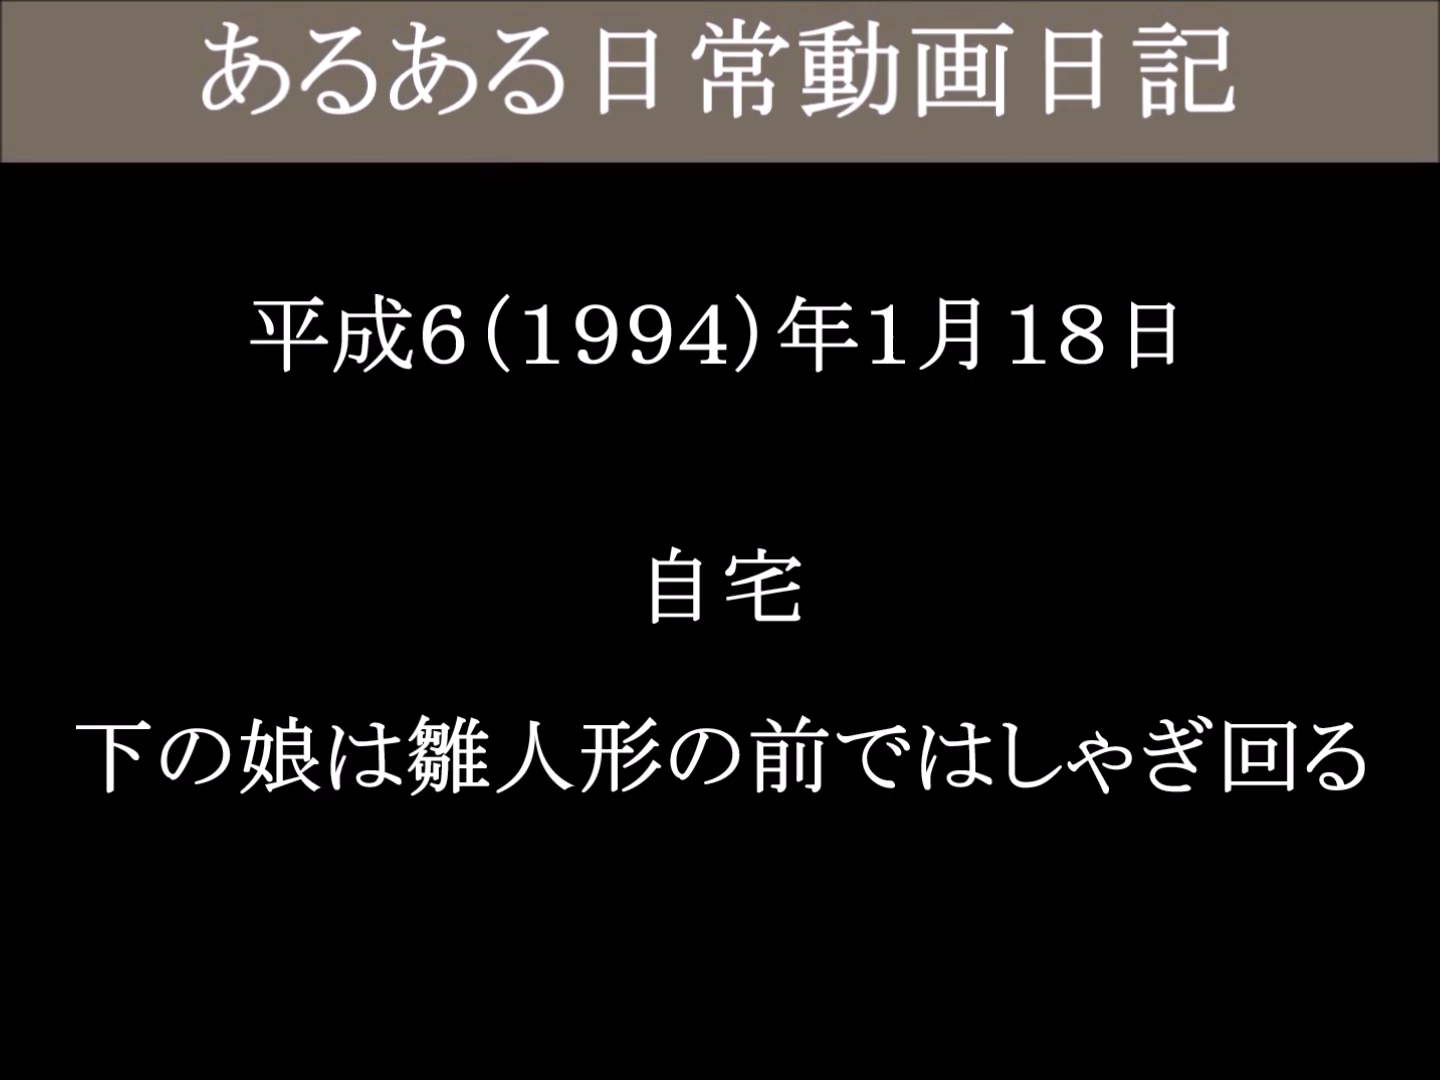 あるある日常動画日記
平成6(1994)年1月18日
自宅
下の娘は雛人形の前ではしゃぎ回る